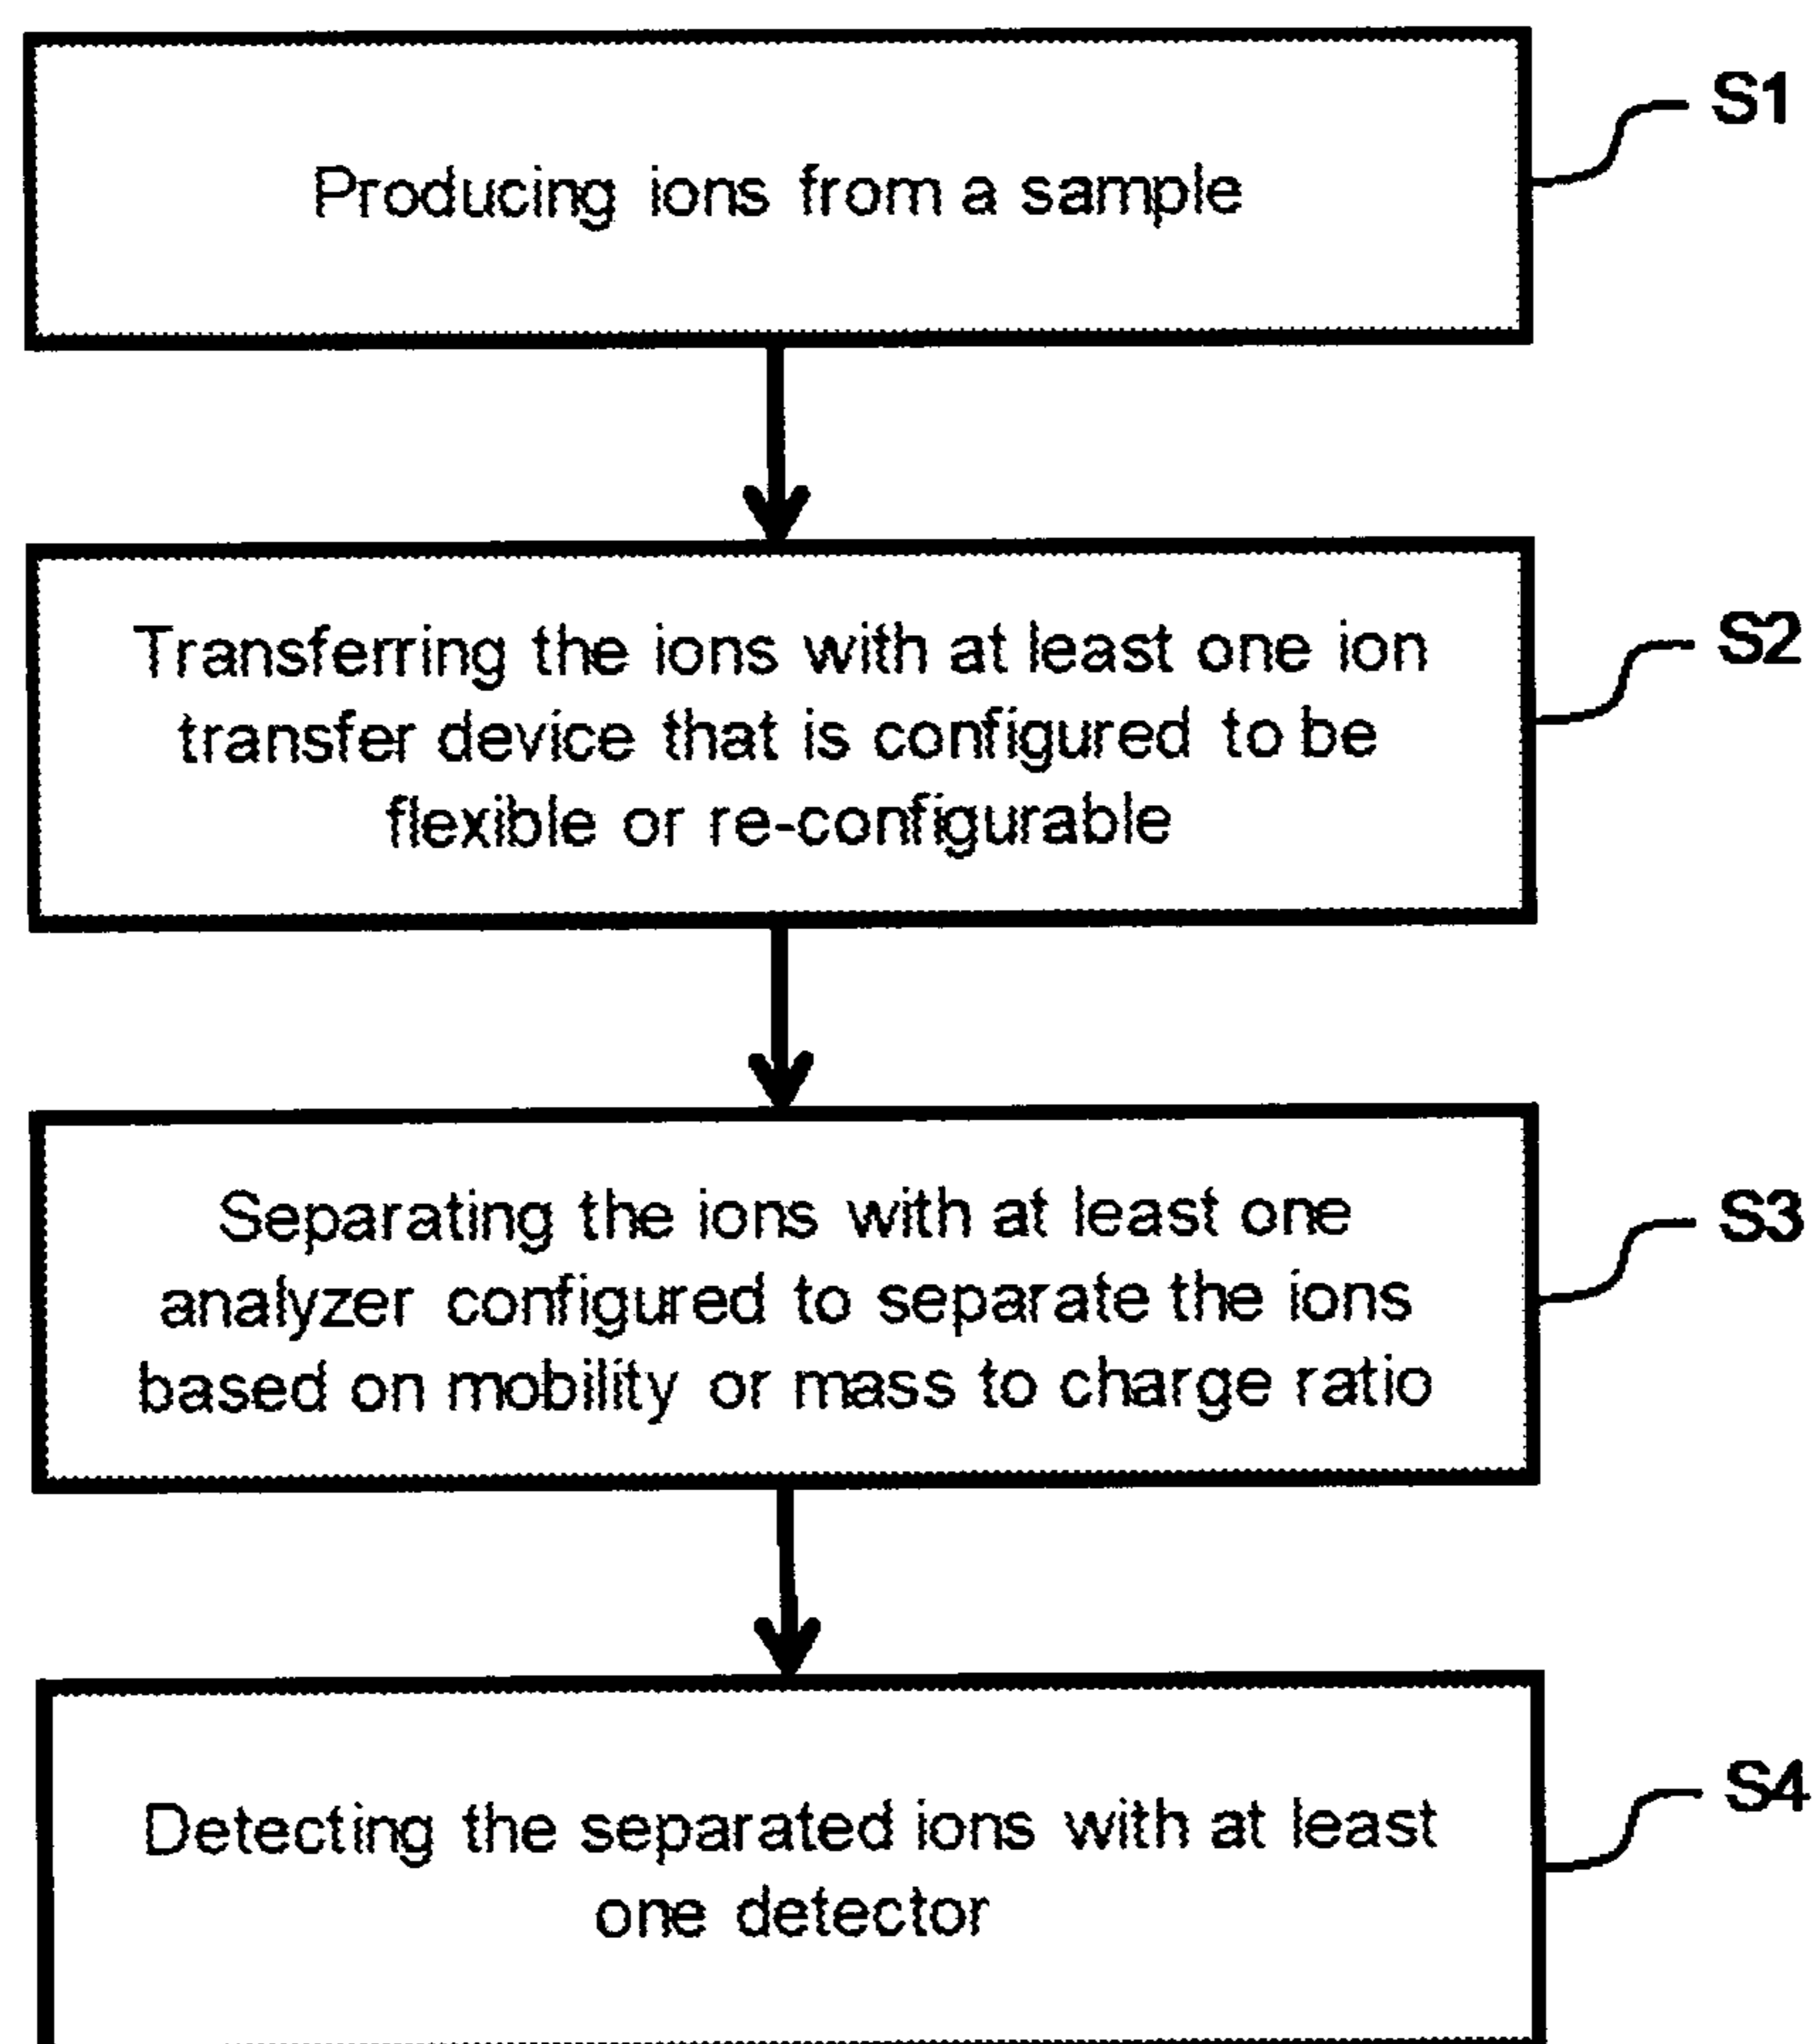 Producing ions from a sample
S1
Transferring the ions with at least one ion
transfer device that is configured to be
flexible or re-configurable
S2
Separating the ions with at least one
analyzer configured to separate the ions
based on mobility or mass to charge ratio
S3
Detecting the separated ions with at least
one detector
S4